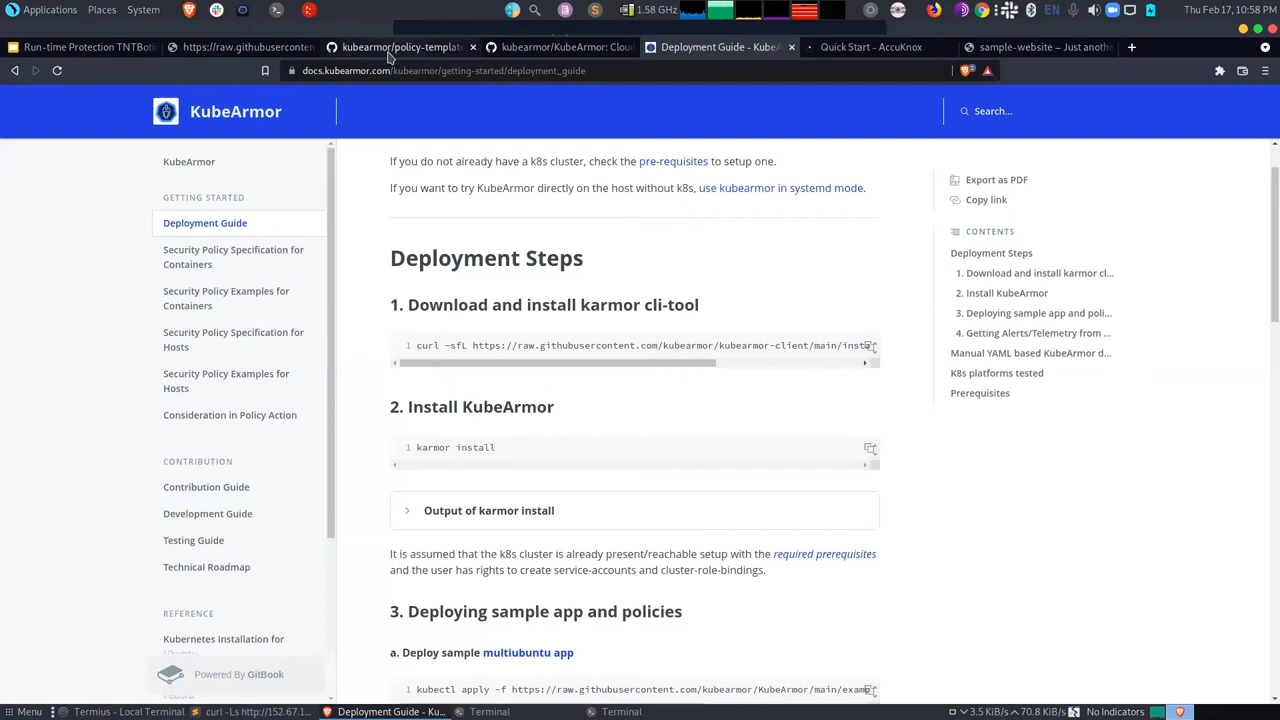 Applications Places System 1.58 GHz EN Thu Feb 17, 10:58 PM
Run-time Protection TNTBoti https://raw.githubusercontent kubearmor/policy-templat × kubearmor/KubeArmor: Clou Deployment Guide - KubeA × Quick Start - AccuKnox sample-website – Just anoth +
docs.kubearmor.com/kubearmor/getting-started/deployment_guide
KubeArmor
Search...
KubeArmor
GETTING STARTED
Deployment Guide
Security Policy Specification for
Containers
Security Policy Examples for
Containers
Security Policy Specification for
Hosts
Security Policy Examples for
Hosts
Consideration in Policy Action
CONTRIBUTION
Contribution Guide
Development Guide
Testing Guide
Technical Roadmap
REFERENCE
Kubernetes Installation for
Powered By GitBook
If you do not already have a k8s cluster, check the pre-requisites to setup one.
If you want to try KubeArmor directly on the host without k8s, use kubearmor in systemd mode.
Deployment Steps
1. Download and install karmor cli-tool
1 curl -sfL https://raw.githubusercontent.com/kubearmor/kubearmor-client/main/insta
2. Install KubeArmor
1 karmor install
Output of karmor install
It is assumed that the k8s cluster is already present/reachable setup with the required prerequisites
and the user has rights to create service-accounts and cluster-role-bindings.
3. Deploying sample app and policies
a. Deploy sample multiubuntu app
1 kubectl apply -f https://raw.githubusercontent.com/kubearmor/KubeArmor/main/exam
Export as PDF
Copy link
CONTENTS
Deployment Steps
1. Download and install karmor cl...
2. Install KubeArmor
3. Deploying sample app and poli...
4. Getting Alerts/Telemetry from ...
Manual YAML based KubeArmor d...
K8s platforms tested
Prerequisites
Menu Termius - Local Terminal curl -Ls http://152.67.1... Deployment Guide - Ku... Terminal Terminal 3.5 KiB/s 70.8 KiB/s No Indicators